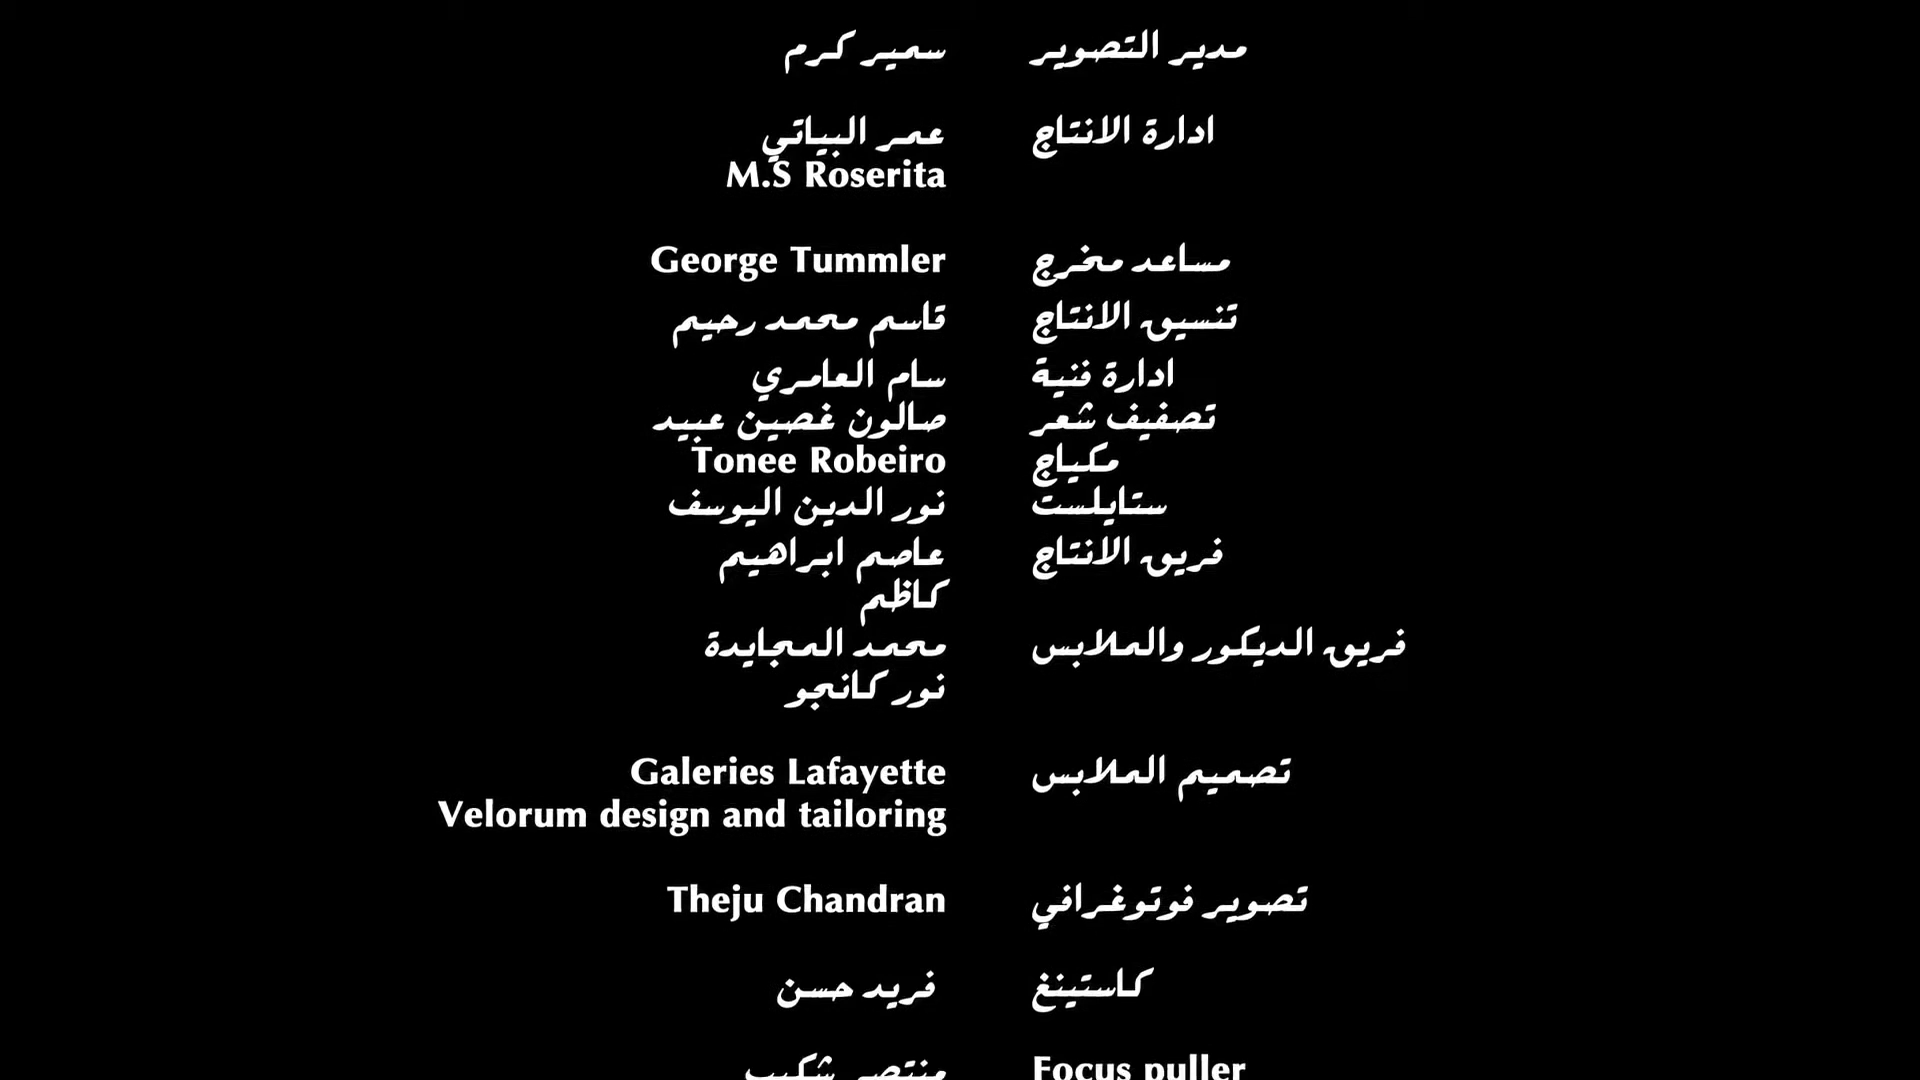 مدير التصوير سمير كرم
ادارة الانتاج عمر البياتي
M.S Roserita
مساعد مخرج George Tummler
تنسيق الانتاج قاسم محمد رحيم
ادارة فنية سام العامري
تصفيف شعر صالون غصين عبيد
مكياج Tonee Robeiro
ستايلست نور الدين اليوسف
فريق الانتاج عاصم ابراهيم
كاظم
فريق الديكور والملابس محمد المجايدة
نور كانجو
تصميم الملابس Galeries Lafayette
Velorum design and tailoring
تصوير فوتوغرافي Theju Chandran
كاستينغ فريد حسن
Focus puller منتصر شكيب